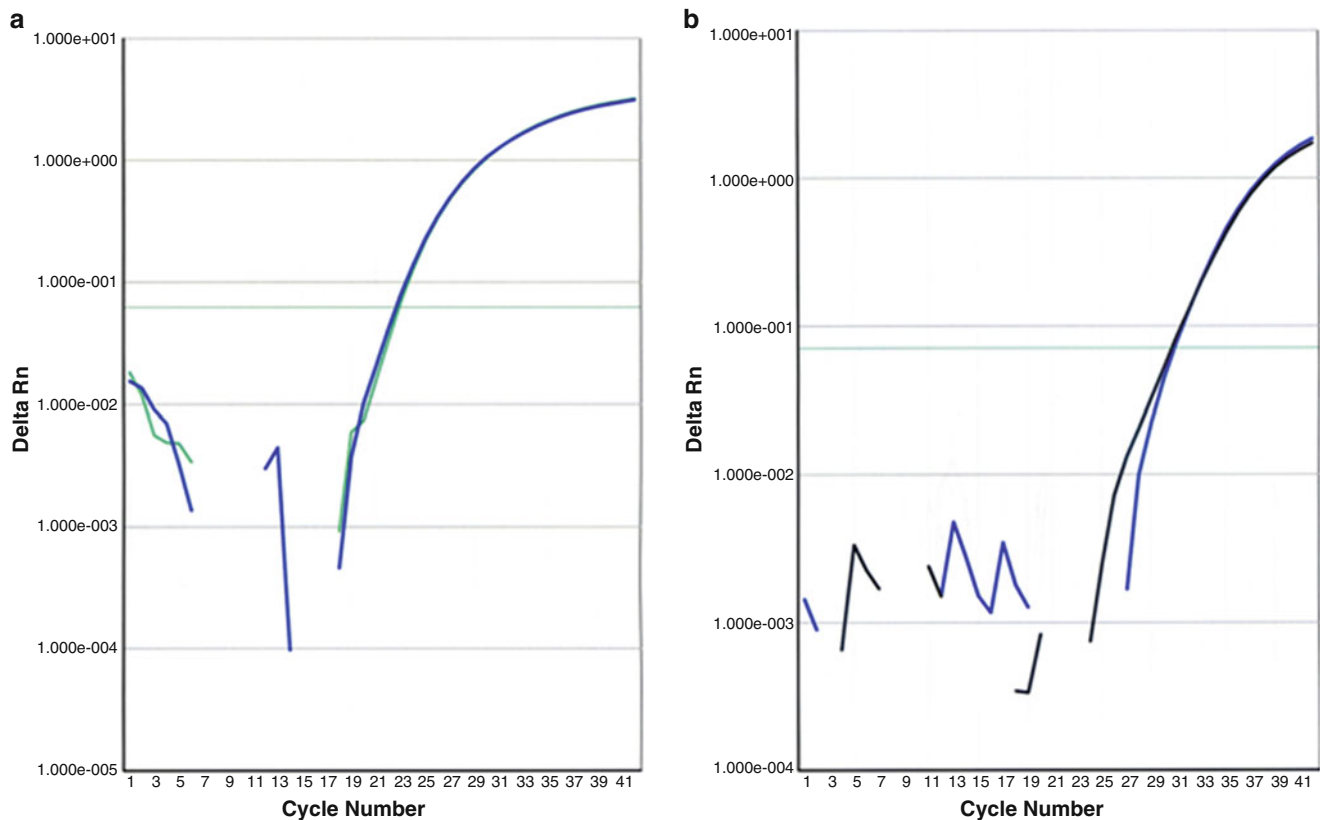 a
1.000e+001
1.000e+000
1.000e-001
1.000e-002
1.000e-003
1.000e-004
1.000e-005
Delta Rn
1 3 5 7 9 11 13 15 17 19 21 23 25 27 29 31 33 35 37 39 41
Cycle Number
b
1.000e+001
1.000e+000
1.000e-001
1.000e-002
1.000e-003
1.000e-004
Delta Rn
1 3 5 7 9 11 13 15 17 19 21 23 25 27 29 31 33 35 37 39 41
Cycle Number